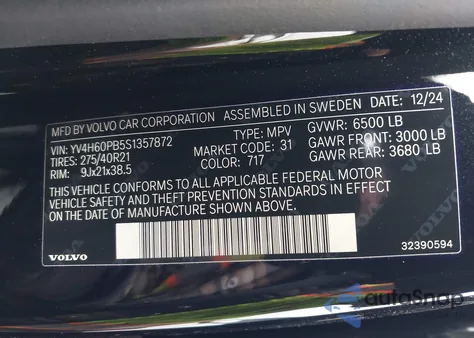 MFD BY VOLVO CAR CORPORATION ASSEMBLED IN SWEDEN DATE: 12/24
VIN: YV4H60PB5S1357872 TYPE: MPV GVWR: 6500 LB
TIRES: 275/40R21 MARKET CODE: 31 GAWR FRONT: 3000 LB
RIM: 9Jx21x38.5 COLOR: 717 GAWR REAR: 3680 LB
THIS VEHICLE CONFORMS TO ALL APPLICABLE FEDERAL MOTOR
VEHICLE SAFETY AND THEFT PREVENTION STANDARDS IN EFFECT
ON THE DATE OF MANUFACTURE SHOWN ABOVE.
VOLVO
32390594
autoSnap